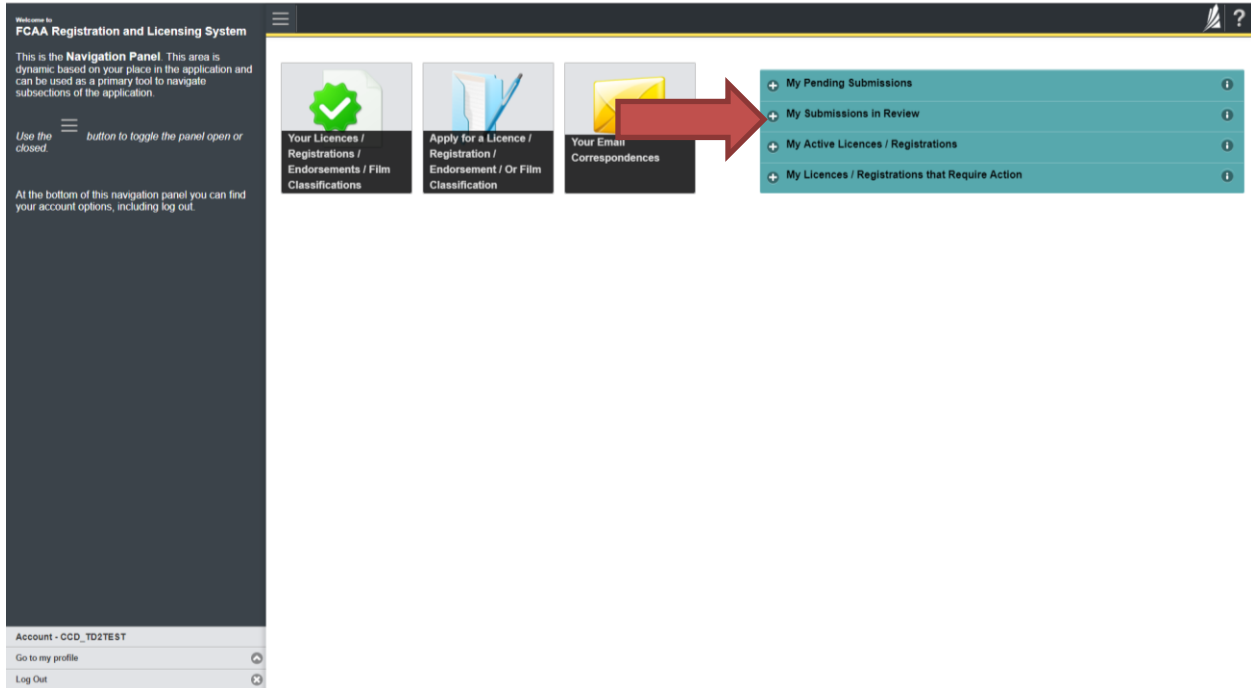 Welcome to
FCAA Registration and Licensing System
This is the Navigation Panel. This area is
dynamic based on your place in the application and
can be used as a primary tool to navigate
subsections of the application.
Use the button to toggle the panel open or
closed.
At the bottom of this navigation panel you can find
your account options, including log out.
Account - CCD_TD2TEST
Go to my profile
Log Out
?
Your Licences /
Registrations /
Endorsements / Film
Classifications
Apply for a Licence /
Registration /
Endorsement / Or Film
Classification
Your Email
Correspondences
My Pending Submissions
My Submissions in Review
My Active Licences / Registrations
My Licences / Registrations that Require Action